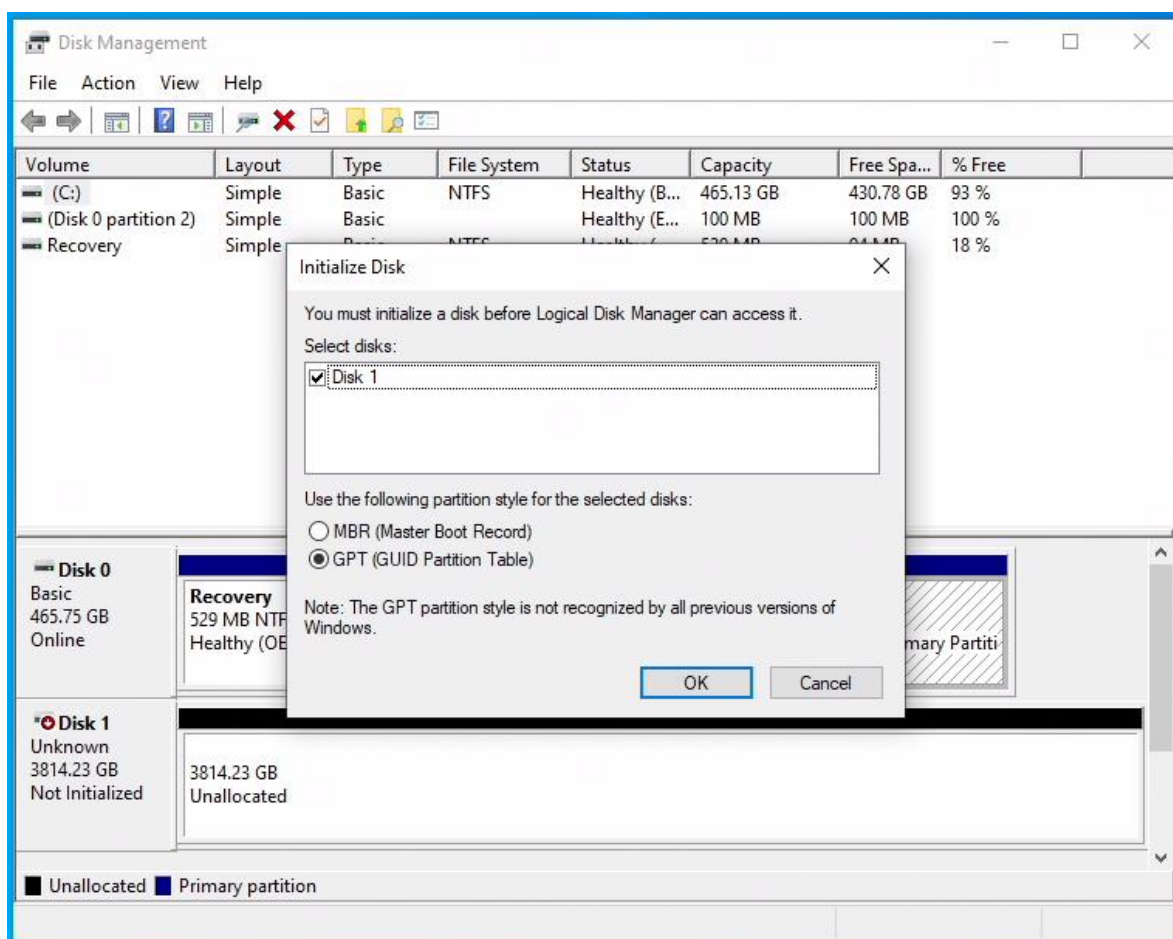 Disk Management
File Action View Help
Volume Layout Type File System Status Capacity Free Spa... % Free
(C:) Simple Basic NTFS Healthy (B... 465.13 GB 430.78 GB 93 %
(Disk 0 partition 2) Simple Basic Healthy (E... 100 MB 100 MB 100 %
Recovery Simple 18 %
Initialize Disk
You must initialize a disk before Logical Disk Manager can access it.
Select disks:
Disk 1
Use the following partition style for the selected disks:
MBR (Master Boot Record)
GPT (GUID Partition Table)
Note: The GPT partition style is not recognized by all previous versions of
Windows.
OK Cancel
Disk 0
Basic
465.75 GB
Online
Recovery
529 MB NTF
Healthy (OE
mary Partiti
Disk 1
Unknown
3814.23 GB
Not Initialized
3814.23 GB
Unallocated
Unallocated Primary partition